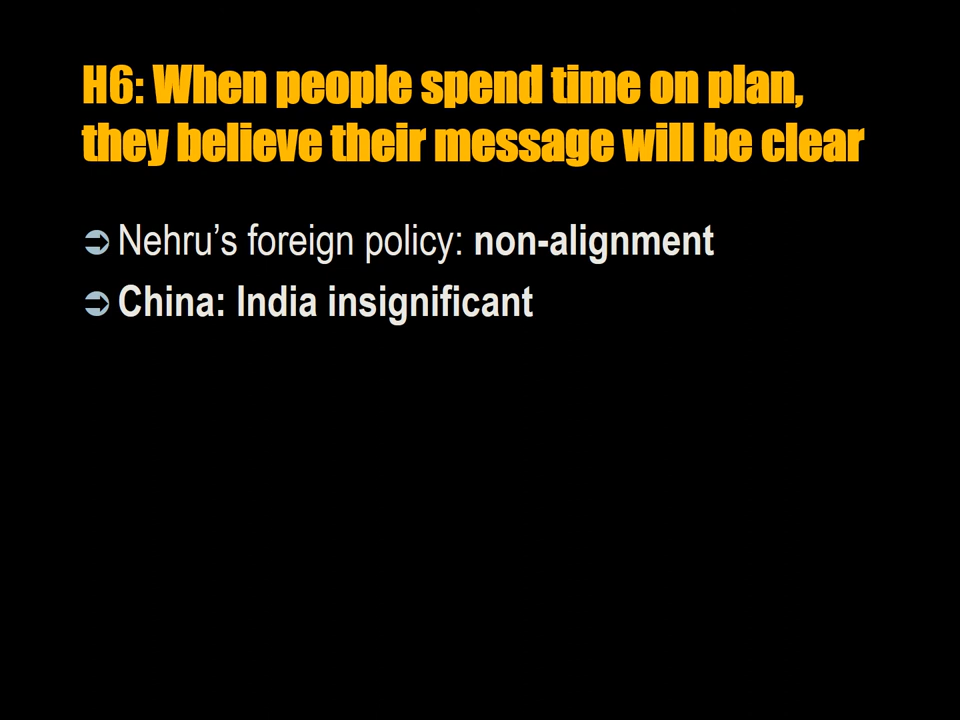 H6: When people spend time on plan,
they believe their message will be clear
➲ Nehru’s foreign policy: non-alignment
➲ China: India insignificant